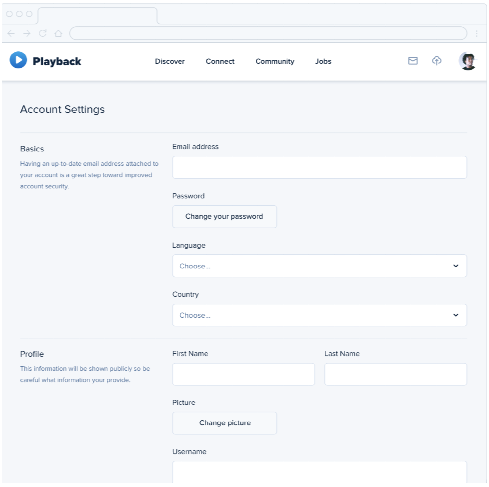 Playback
Discover Connect Community Jobs
Account Settings
Basics
Having an up-to-date email address attached to
your account is a great step toward improved
account security.
Email address
Password
Change your password
Language
Choose...
Country
Choose...
Profile
This information will be shown publicly so be
careful what information your provide.
First Name Last Name
Picture
Change picture
Username